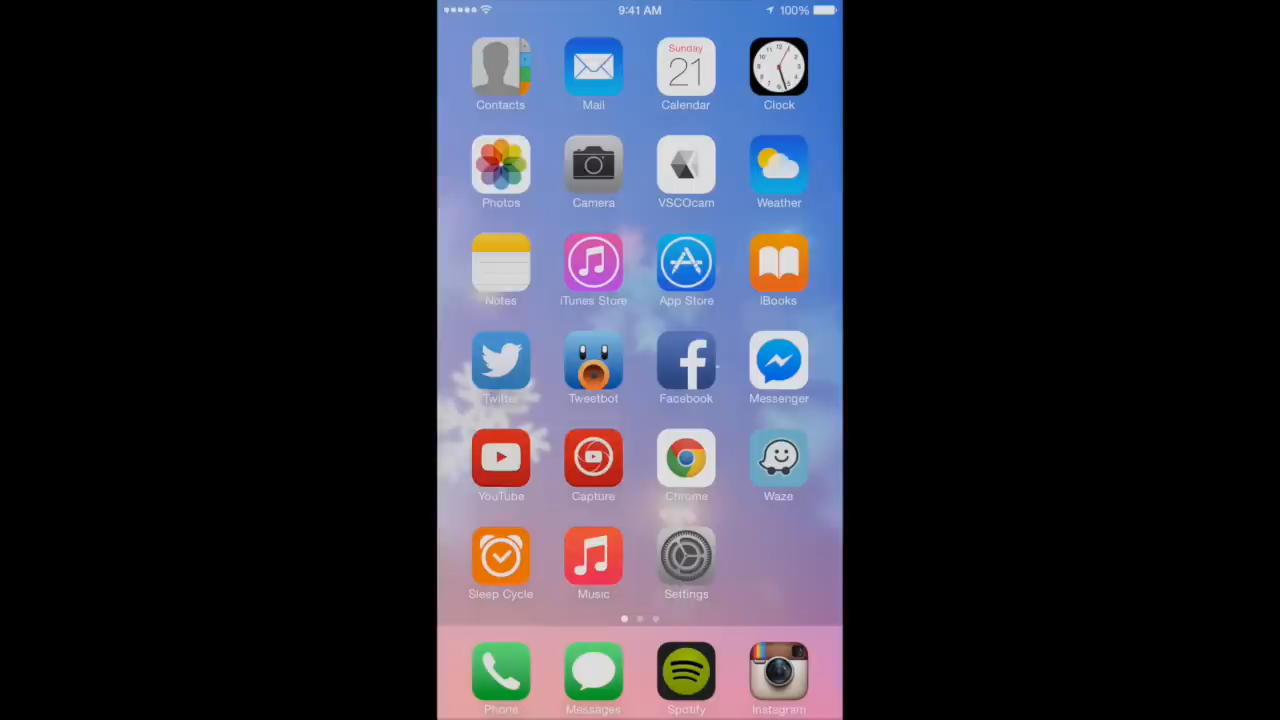 9:41 AM 100%
Sunday
21
Contacts Mail Calendar Clock
Photos Camera VSCOcam Weather
Notes iTunes Store App Store iBooks
Twitter Tweetbot Facebook Messenger
YouTube Capture Chrome Waze
Sleep Cycle Music Settings
Phone Messages Spotify Instagram